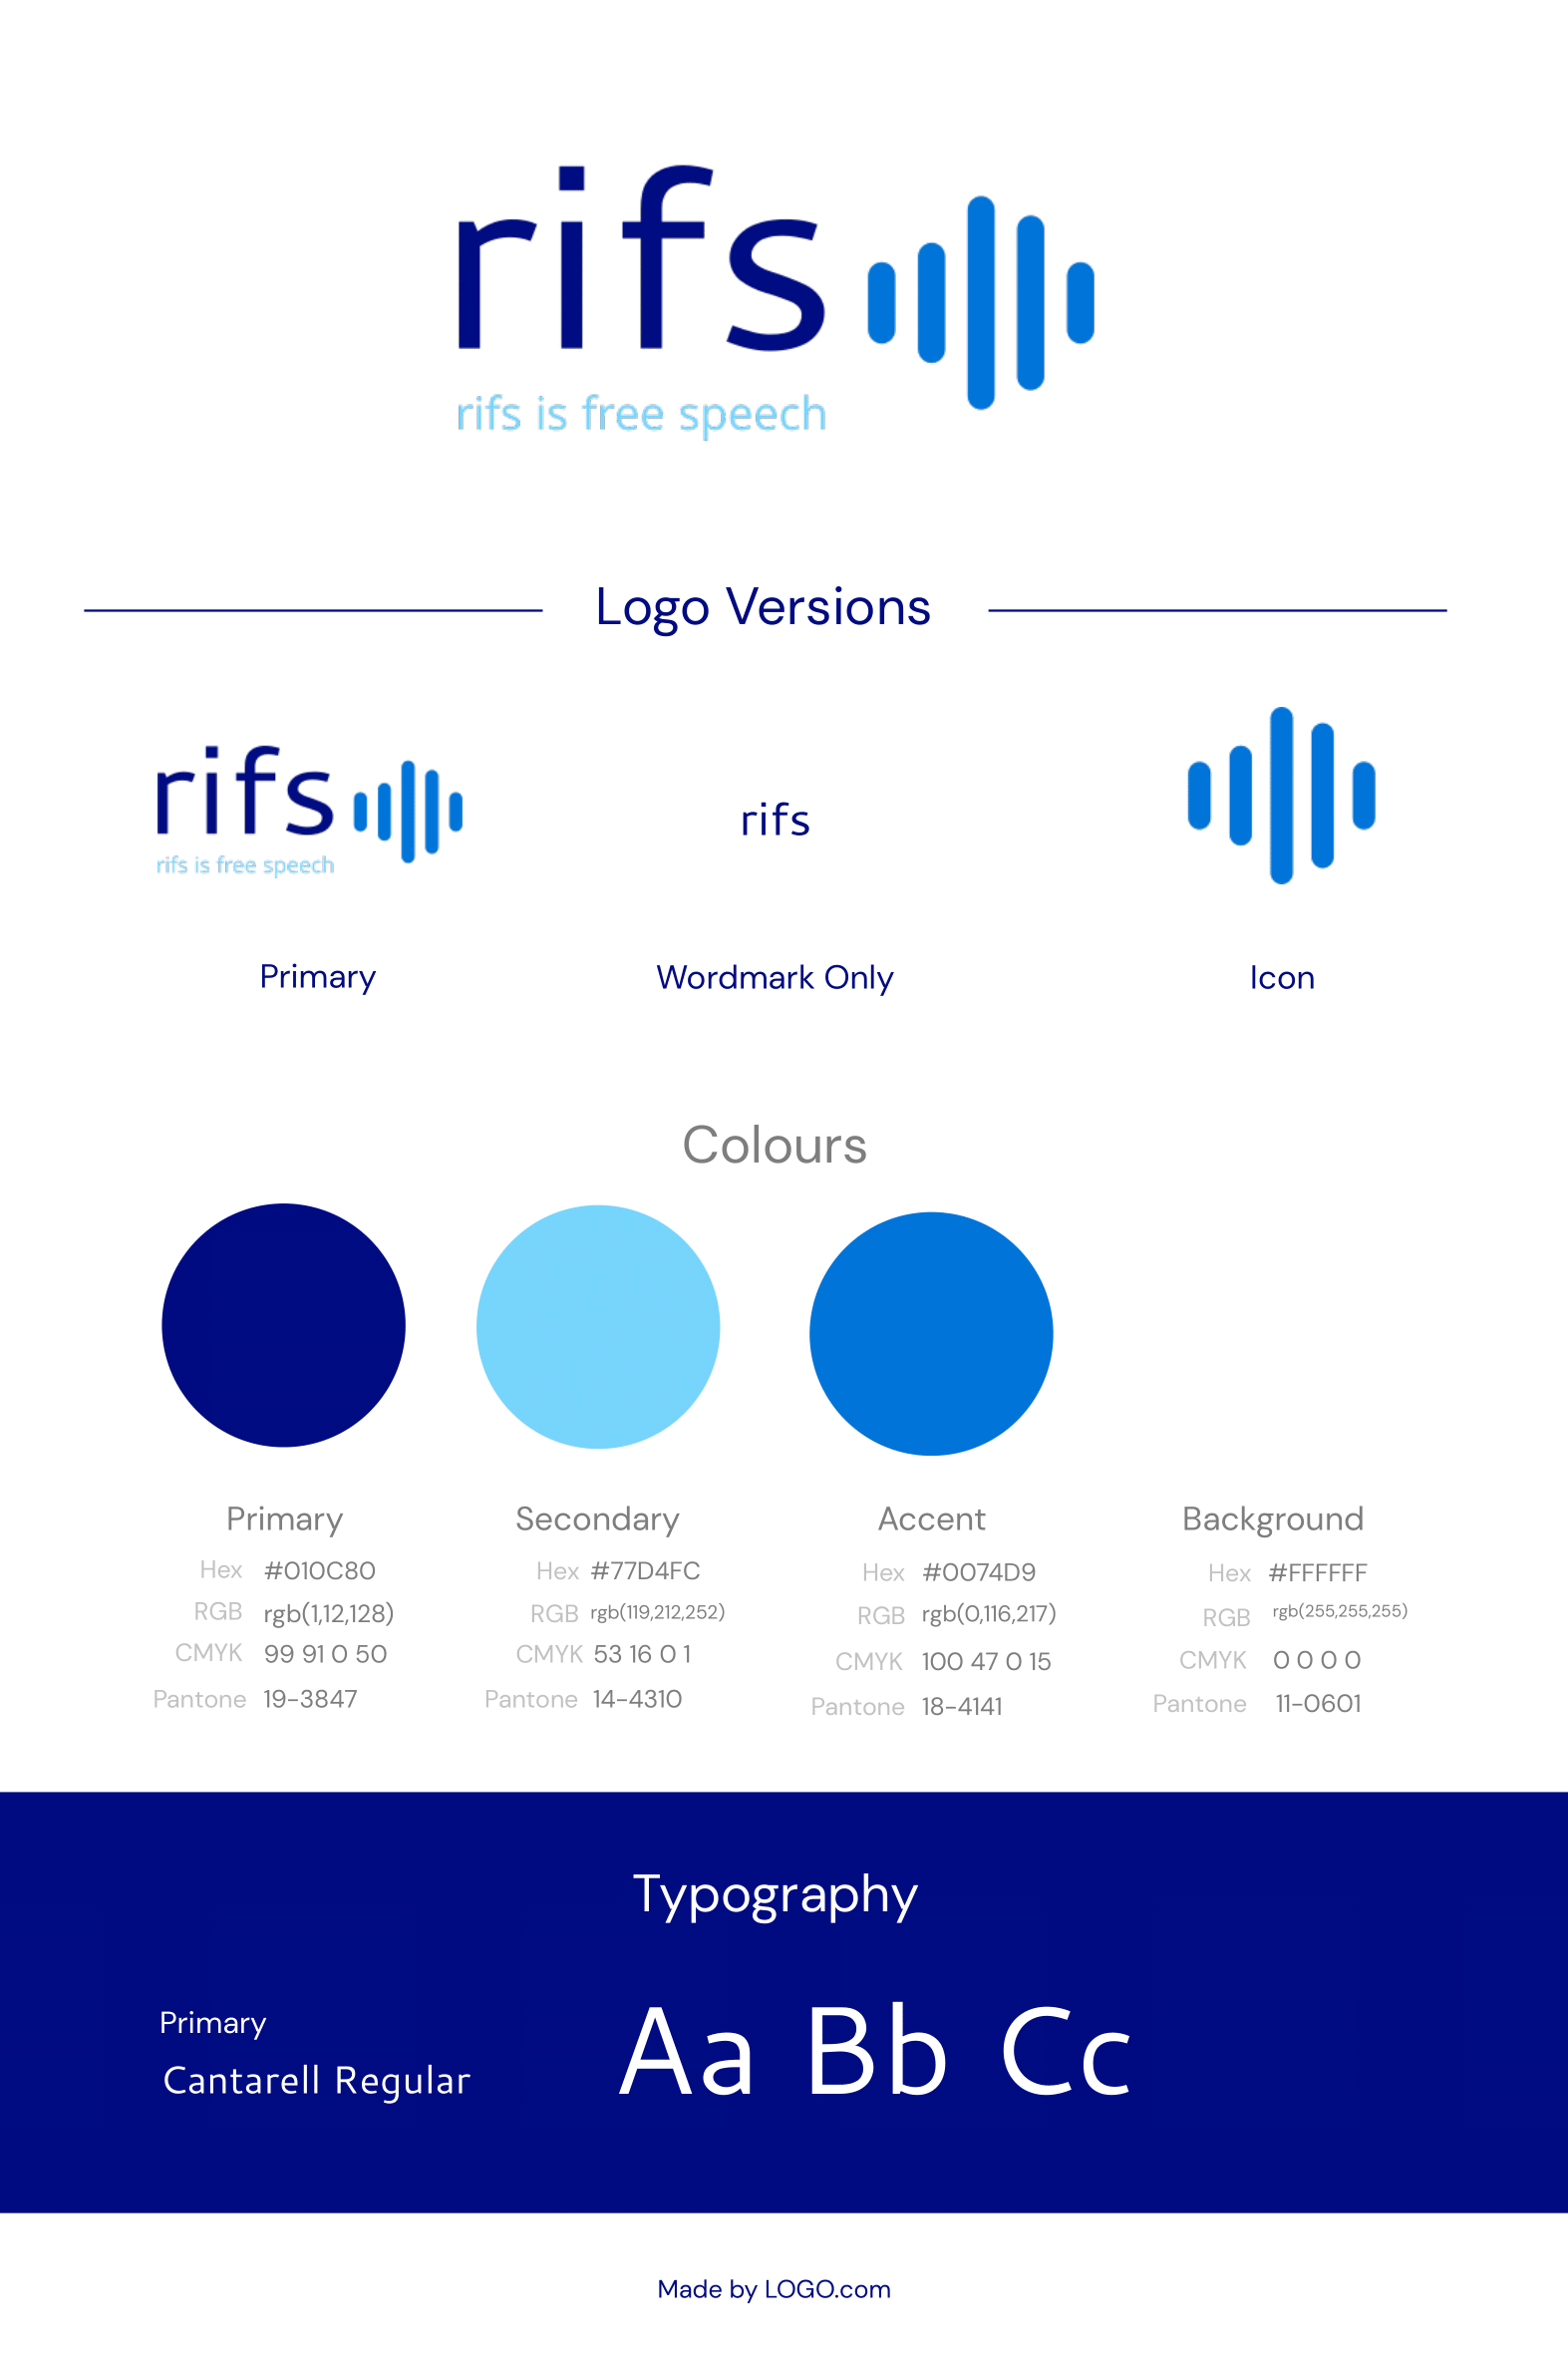 rifs
rifs is free speech
Logo Versions
rifs
rifs is free speech
rifs
Primary
Wordmark Only
Icon
Colours
Primary
Hex #010C80
RGB rgb(1,12,128)
CMYK 99 91 0 50
Pantone 19-3847
Secondary
Hex #77D4FC
RGB rgb(119,212,252)
CMYK 53 16 0 1
Pantone 14-4310
Accent
Hex #0074D9
RGB rgb(0,116,217)
CMYK 100 47 0 15
Pantone 18-4141
Background
Hex #FFFFFF
RGB rgb(255,255,255)
CMYK 0 0 0 0
Pantone 11-0601
Typography
Primary
Cantarell Regular
Aa Bb Cc
Made by LOGO.com